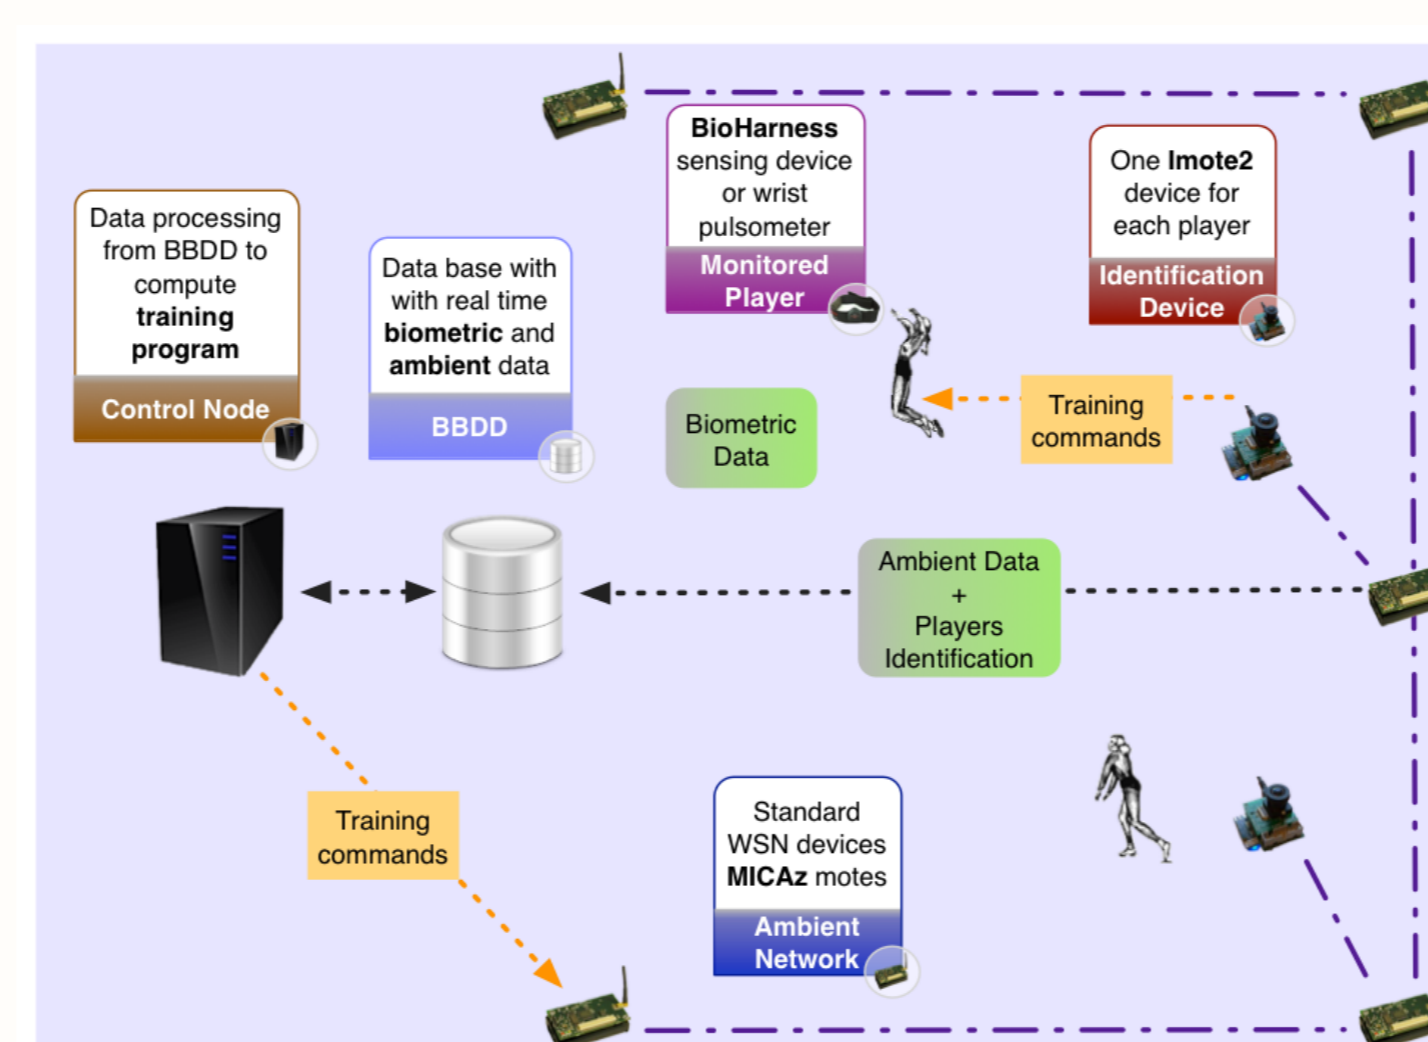 BioHarness
sensing device
or wrist
pulsometer
Monitored
Player
One Imote2
device for
each player
Identification
Device
Data processing
from BBDD to
compute
training
program
Control Node
Data base with
with real time
biometric and
ambient data
BBDD
Biometric
Data
Training
commands
Ambient Data
+
Players
Identification
Training
commands
Standard
WSN devices
MICAz motes
Ambient
Network